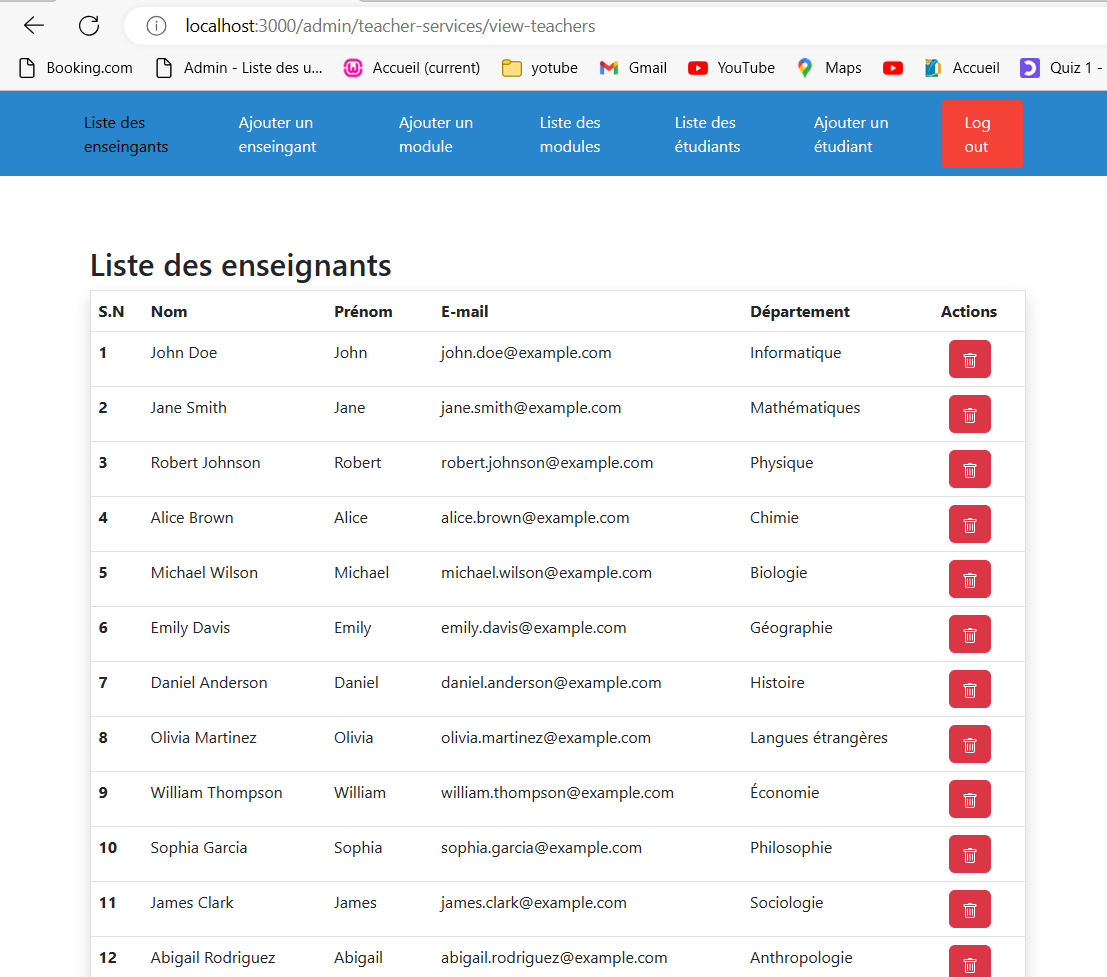 localhost:3000/admin/teacher-services/view-teachers
Booking.com Admin - Liste des u... Accueil (current) yotube Gmail YouTube Maps Accueil Quiz 1 -
Liste des enseingants
Ajouter un enseingant
Ajouter un module
Liste des modules
Liste des étudiants
Ajouter un étudiant
Log out
Liste des enseignants
S.N Nom Prénom E-mail Département Actions
1 John Doe John john.doe@example.com Informatique
2 Jane Smith Jane jane.smith@example.com Mathématiques
3 Robert Johnson Robert robert.johnson@example.com Physique
4 Alice Brown Alice alice.brown@example.com Chimie
5 Michael Wilson Michael michael.wilson@example.com Biologie
6 Emily Davis Emily emily.davis@example.com Géographie
7 Daniel Anderson Daniel daniel.anderson@example.com Histoire
8 Olivia Martinez Olivia olivia.martinez@example.com Langues étrangères
9 William Thompson William william.thompson@example.com Économie
10 Sophia Garcia Sophia sophia.garcia@example.com Philosophie
11 James Clark James james.clark@example.com Sociologie
12 Abigail Rodriguez Abigail abigail.rodriguez@example.com Anthropologie